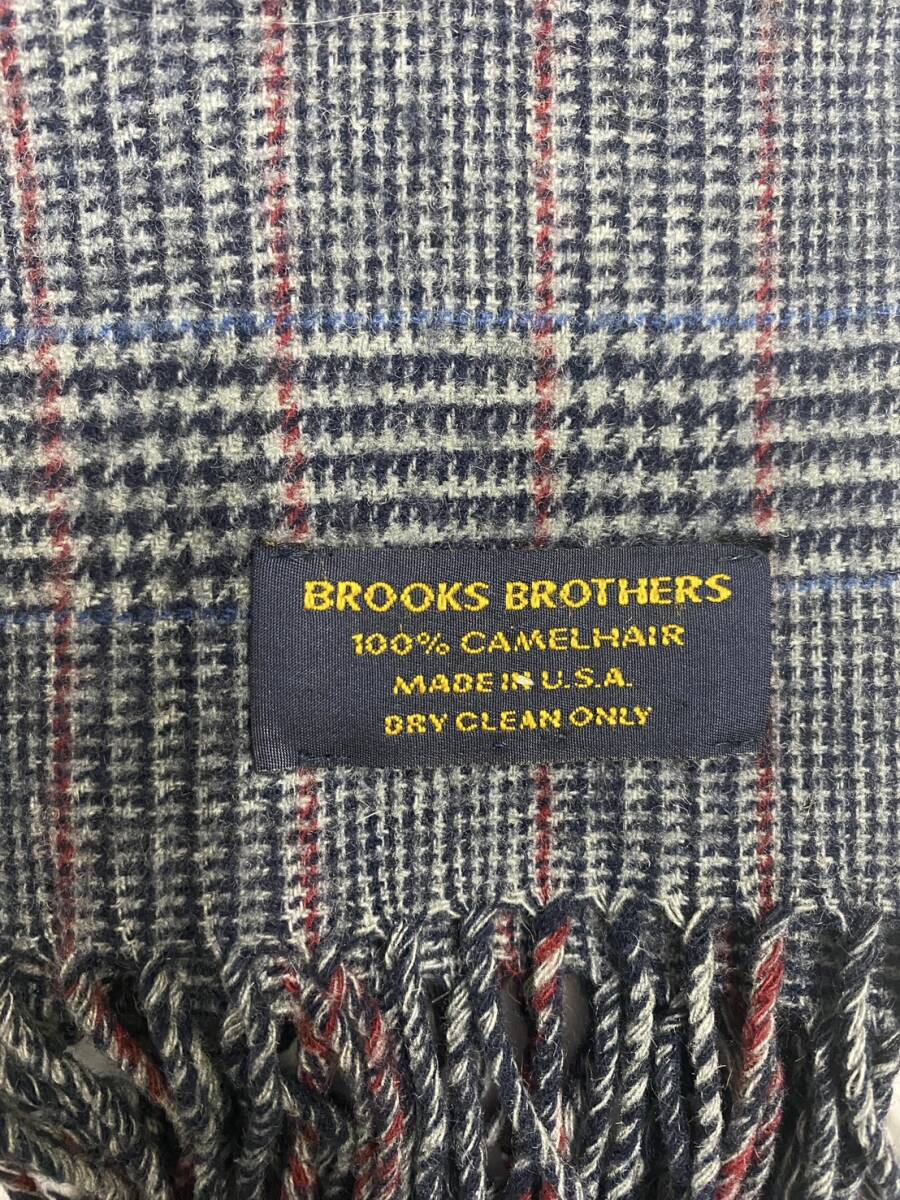 BROOKS BROTHERS
100% CAMELHAIR
MADE IN U.S.A.
DRY CLEAN ONLY